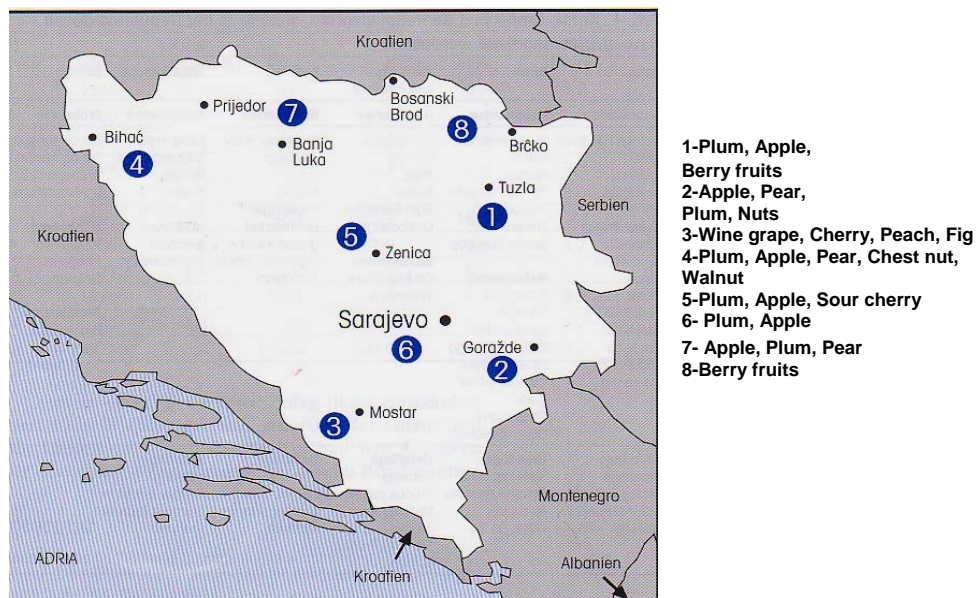 Kroatien
Bosanski
Brod
Prijedor
7
8
Bihać
Banja
Luka
Brčko
4
Tuzla
1
Serbien
Kroatien
5
Zenica
Sarajevo
6
Goražde
2
3
Mostar
Montenegro
ADRIA
Kroatien
Albanien
1-Plum, Apple,
Berry fruits
2-Apple, Pear,
Plum, Nuts
3-Wine grape, Cherry, Peach, Fig
4-Plum, Apple, Pear, Chest nut,
Walnut
5-Plum, Apple, Sour cherry
6- Plum, Apple
7- Apple, Plum, Pear
8-Berry fruits